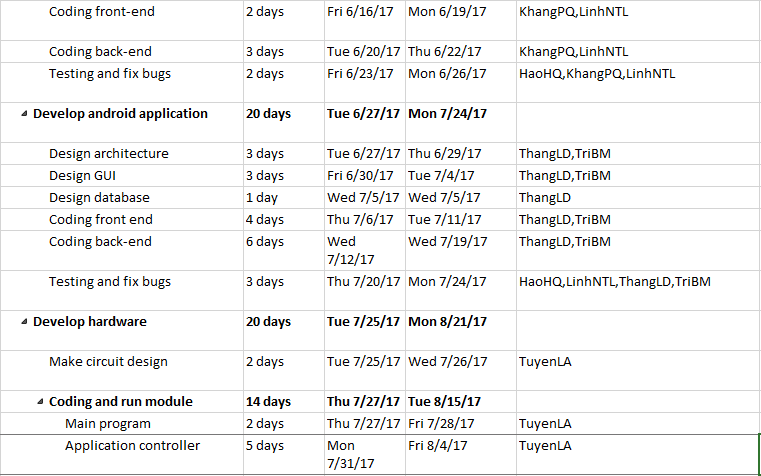 Coding front-end 2 days Fri 6/16/17 Mon 6/19/17 KhangPQ,LinhNTL
Coding back-end 3 days Tue 6/20/17 Thu 6/22/17 KhangPQ,LinhNTL
Testing and fix bugs 2 days Fri 6/23/17 Mon 6/26/17 HaoHQ,KhangPQ,LinhNTL
Develop android application 20 days Tue 6/27/17 Mon 7/24/17
Design architecture 3 days Tue 6/27/17 Thu 6/29/17 ThangLD,TriBM
Design GUI 3 days Fri 6/30/17 Tue 7/4/17 ThangLD,TriBM
Design database 1 day Wed 7/5/17 Wed 7/5/17 ThangLD
Coding front end 4 days Thu 7/6/17 Tue 7/11/17 ThangLD,TriBM
Coding back-end 6 days Wed Wed 7/19/17 ThangLD,TriBM
7/12/17
Testing and fix bugs 3 days Thu 7/20/17 Mon 7/24/17 HaoHQ,LinhNTL,ThangLD,TriBM
Develop hardware 20 days Tue 7/25/17 Mon 8/21/17
Make circuit design 2 days Tue 7/25/17 Wed 7/26/17 TuyenLA
Coding and run module 14 days Thu 7/27/17 Tue 8/15/17
Main program 2 days Thu 7/27/17 Fri 7/28/17 TuyenLA
Application controller 5 days Mon Fri 8/4/17 TuyenLA
7/31/17